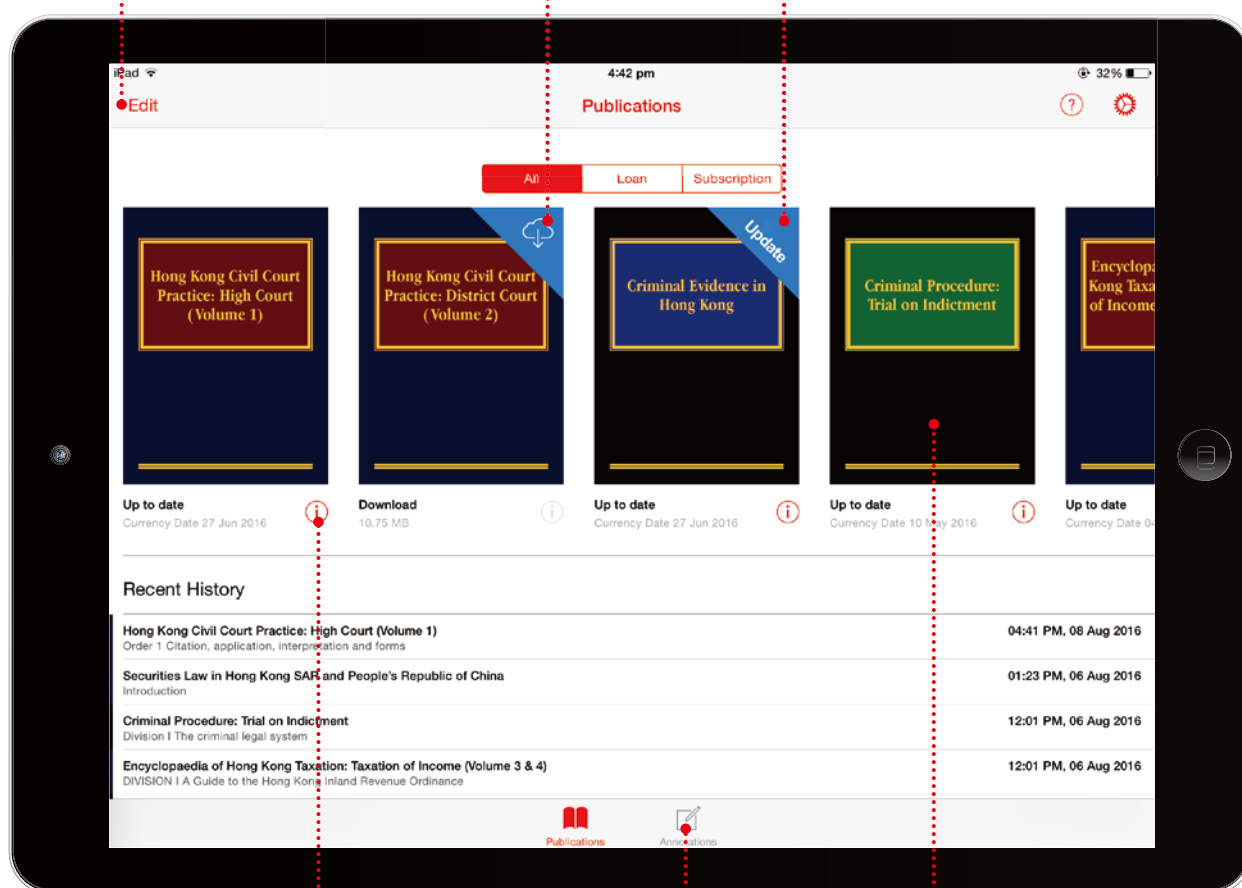 iPad
4:42 pm
32%
Edit
Publications
?
All
Loan
Subscription
Hong Kong Civil Court
Practice: High Court
(Volume 1)
Hong Kong Civil Court
Practice: District Court
(Volume 2)
Update
Criminal Evidence in
Hong Kong
Criminal Procedure:
Trial on Indictment
Encyclopa
Kong Taxa
of Income
Up to date
Currency Date 27 Jun 2016
i
Download
10.75 MB
i
Up to date
Currency Date 27 Jun 2016
i
Up to date
Currency Date 10 May 2016
i
Up to date
Currency Date 04
Recent History
Hong Kong Civil Court Practice: High Court (Volume 1)
04:41 PM, 08 Aug 2016
Order 1 Citation, application, interpretation and forms
Securities Law in Hong Kong SAR and People's Republic of China
01:23 PM, 06 Aug 2016
Introduction
Criminal Procedure: Trial on Indictment
12:01 PM, 06 Aug 2016
Division I The criminal legal system
Encyclopaedia of Hong Kong Taxation: Taxation of Income (Volume 3 & 4)
12:01 PM, 06 Aug 2016
DIVISION I A Guide to the Hong Kong Inland Revenue Ordinance
Publications
Annotations